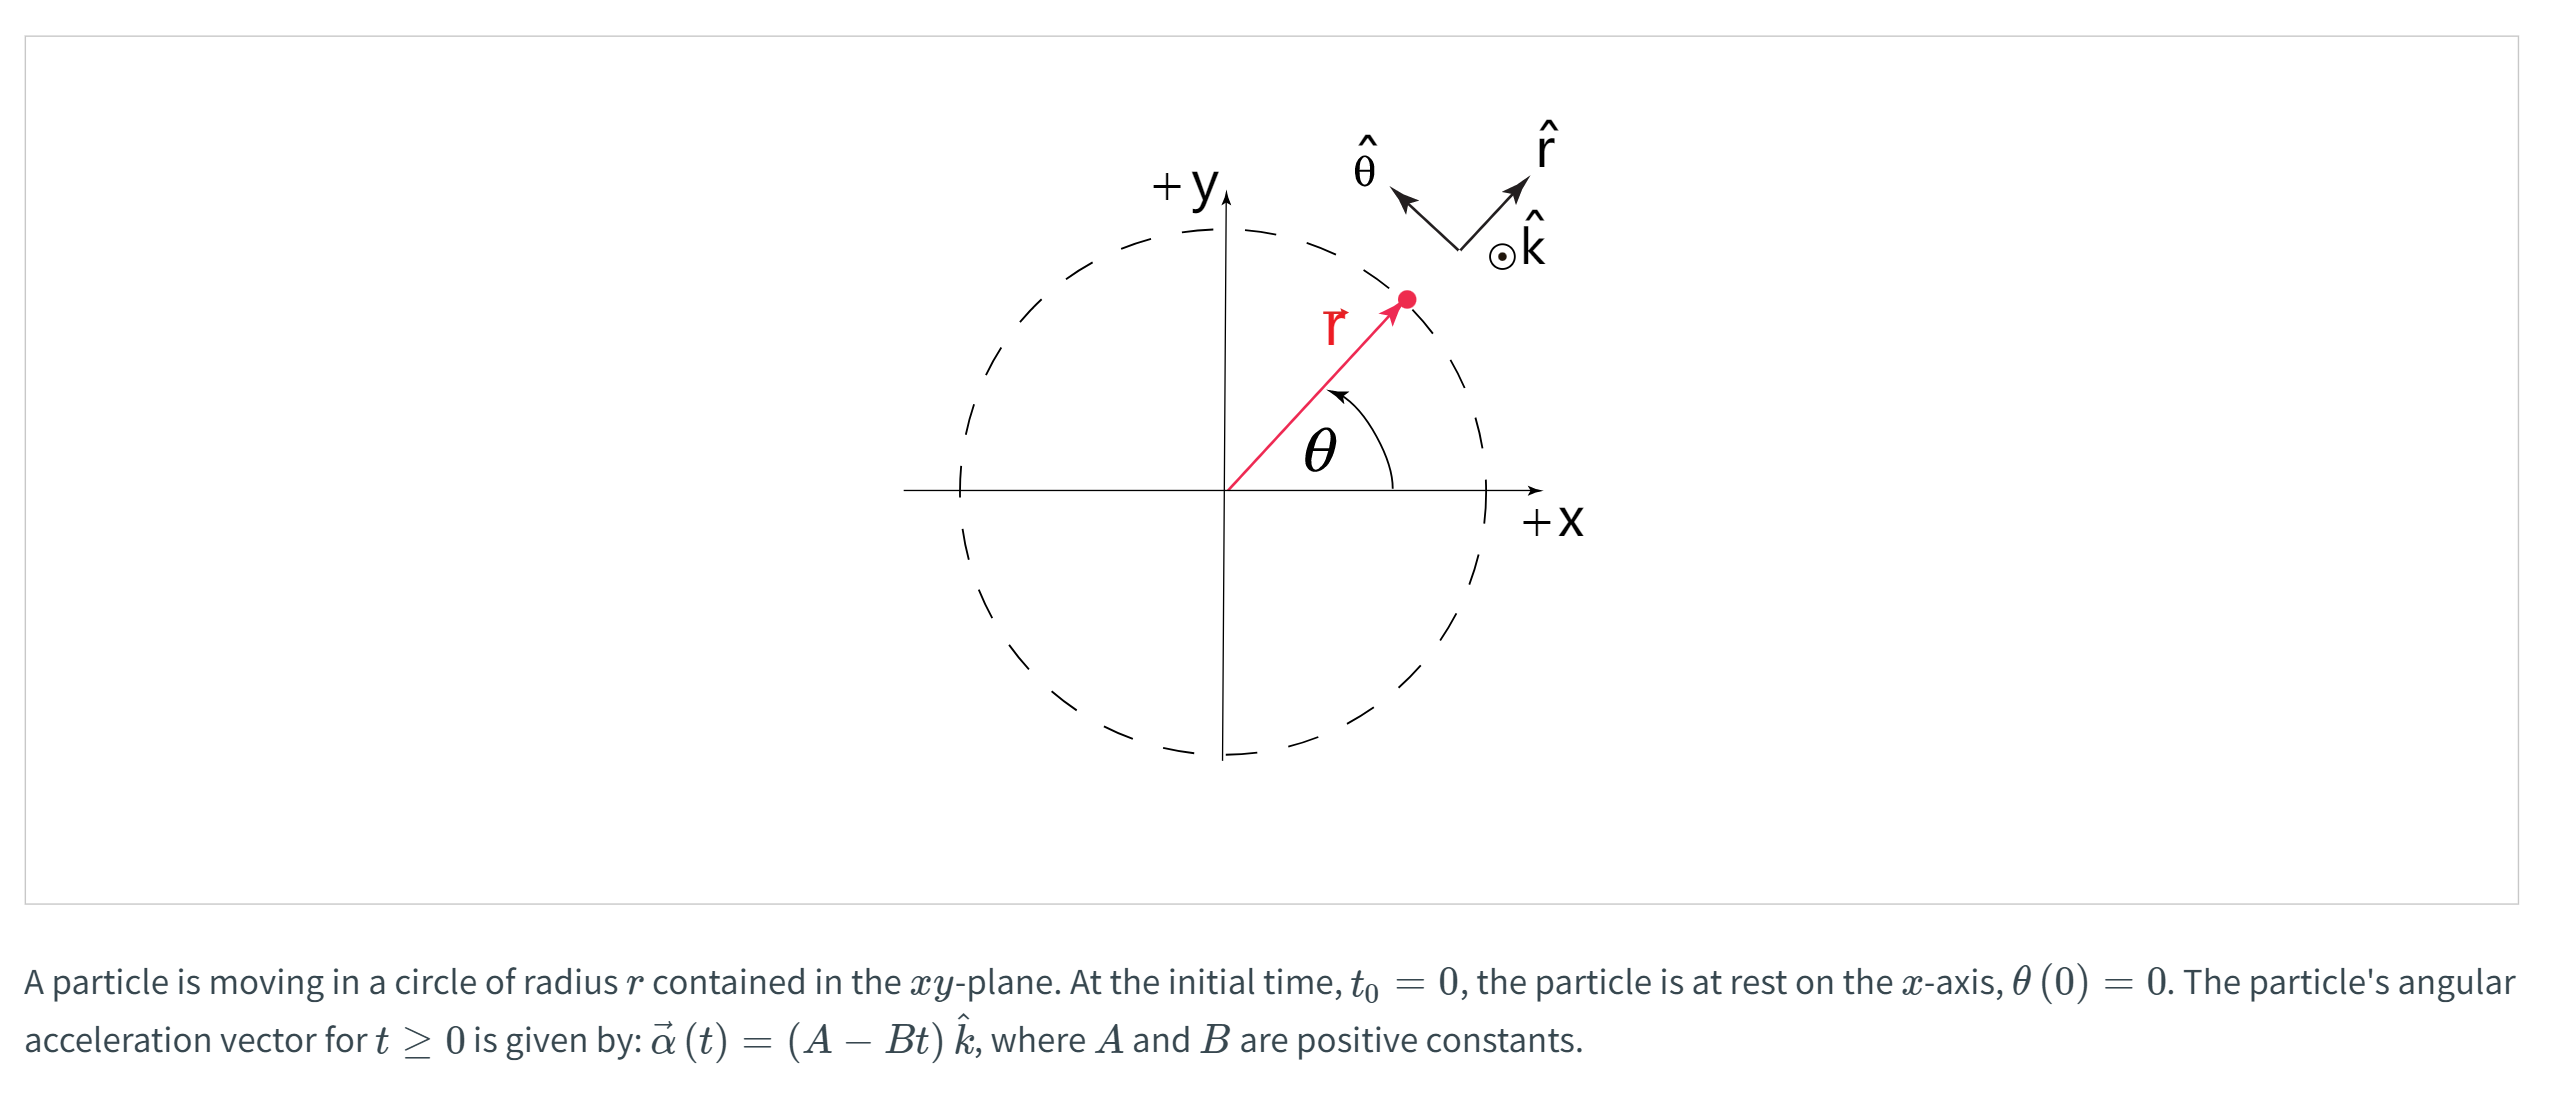 θ̂
r̂
+y
k̂
r⃗
θ
+x
A particle is moving in a circle of radius r contained in the xy-plane. At the initial time, t₀ = 0, the particle is at rest on the x-axis, θ (0) = 0. The particle's angular
acceleration vector for t ≥ 0 is given by: α⃗ (t) = (A − Bt) k̂, where A and B are positive constants.